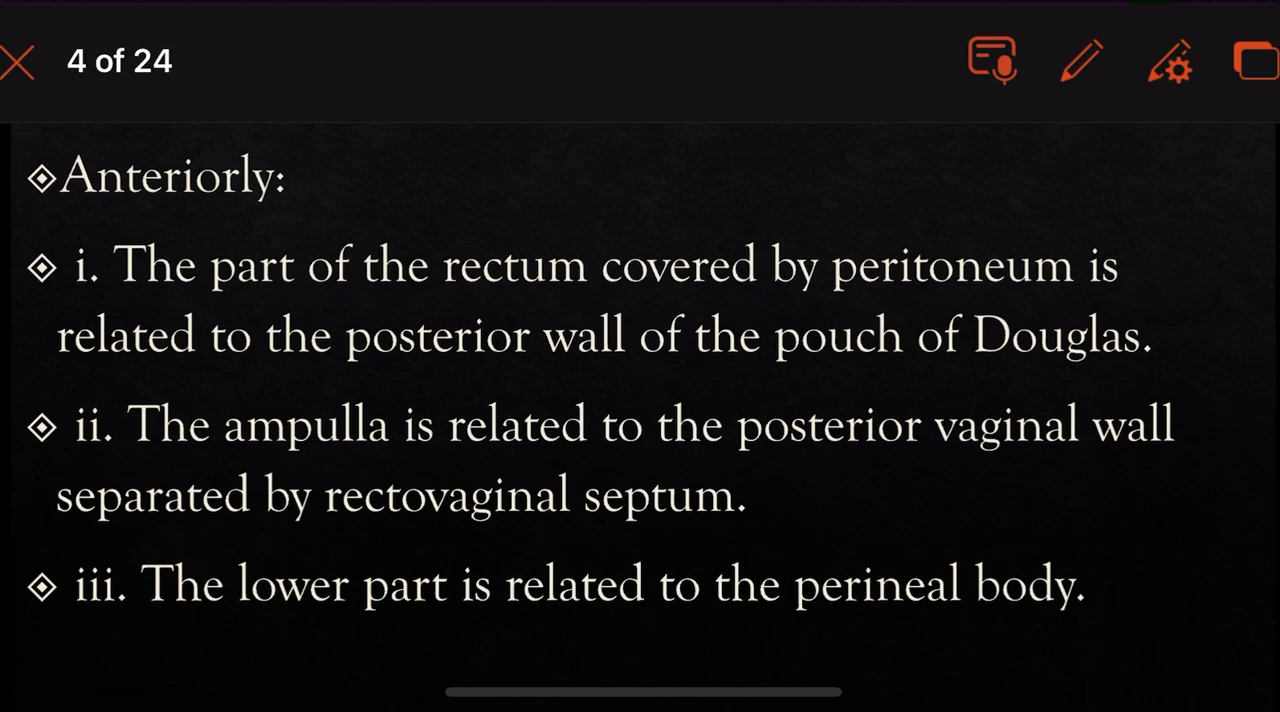 4 of 24
Anteriorly:
i. The part of the rectum covered by peritoneum is
related to the posterior wall of the pouch of Douglas.
ii. The ampulla is related to the posterior vaginal wall
separated by rectovaginal septum.
iii. The lower part is related to the perineal body.